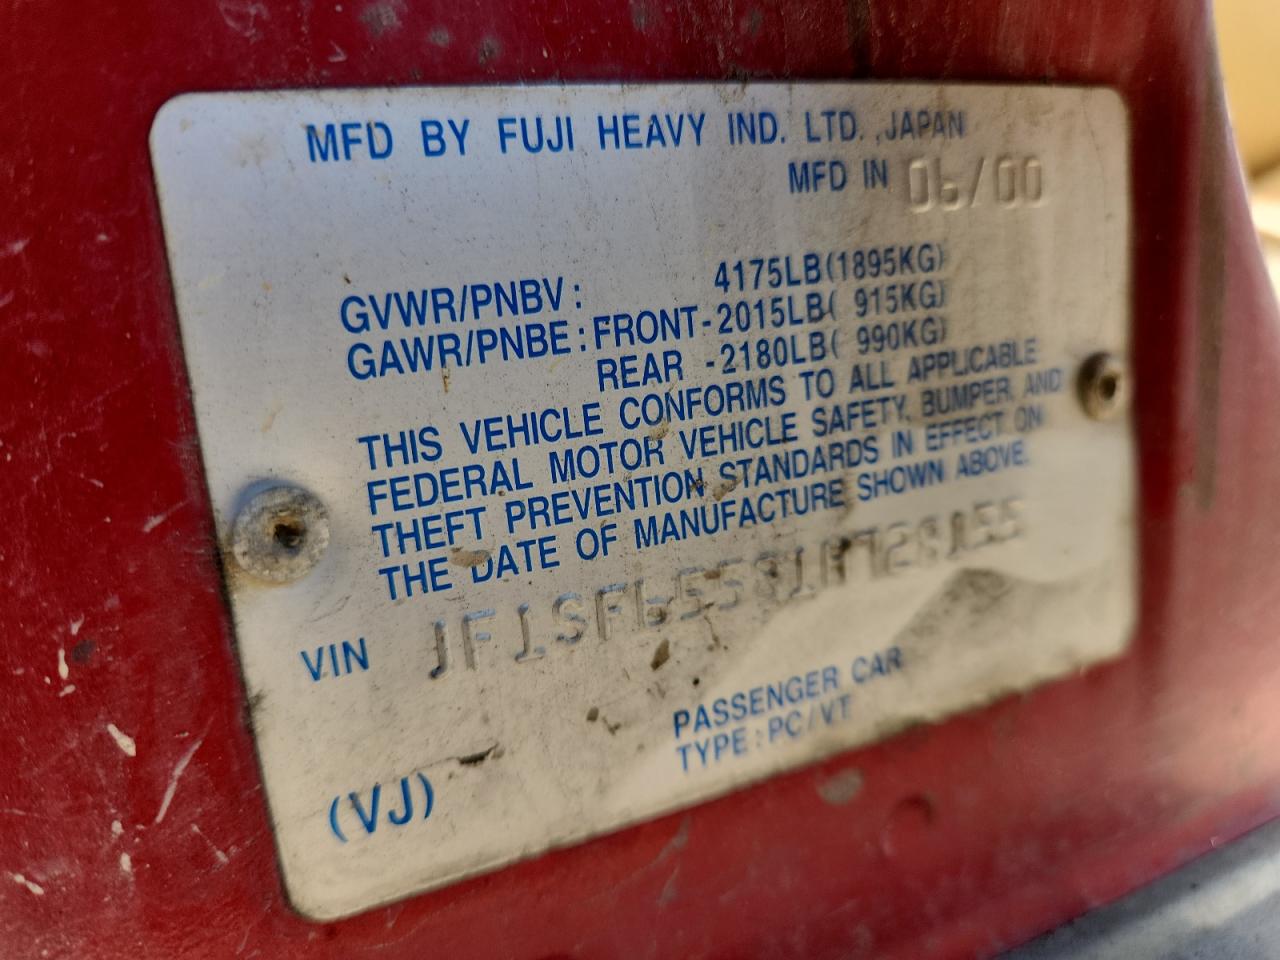 MFD BY FUJI HEAVY IND. LTD. JAPAN
MFD IN 06/00
GVWR/PNBV: 4175LB(1895KG)
GAWR/PNBE: FRONT-2015LB( 915KG)
REAR -2180LB( 990KG)
THIS VEHICLE CONFORMS TO ALL APPLICABLE
FEDERAL MOTOR VEHICLE SAFETY, BUMPER, AND
THEFT PREVENTION STANDARDS IN EFFECT ON
THE DATE OF MANUFACTURE SHOWN ABOVE.
VIN
PASSENGER CAR
TYPE: PC/VT
(VJ)